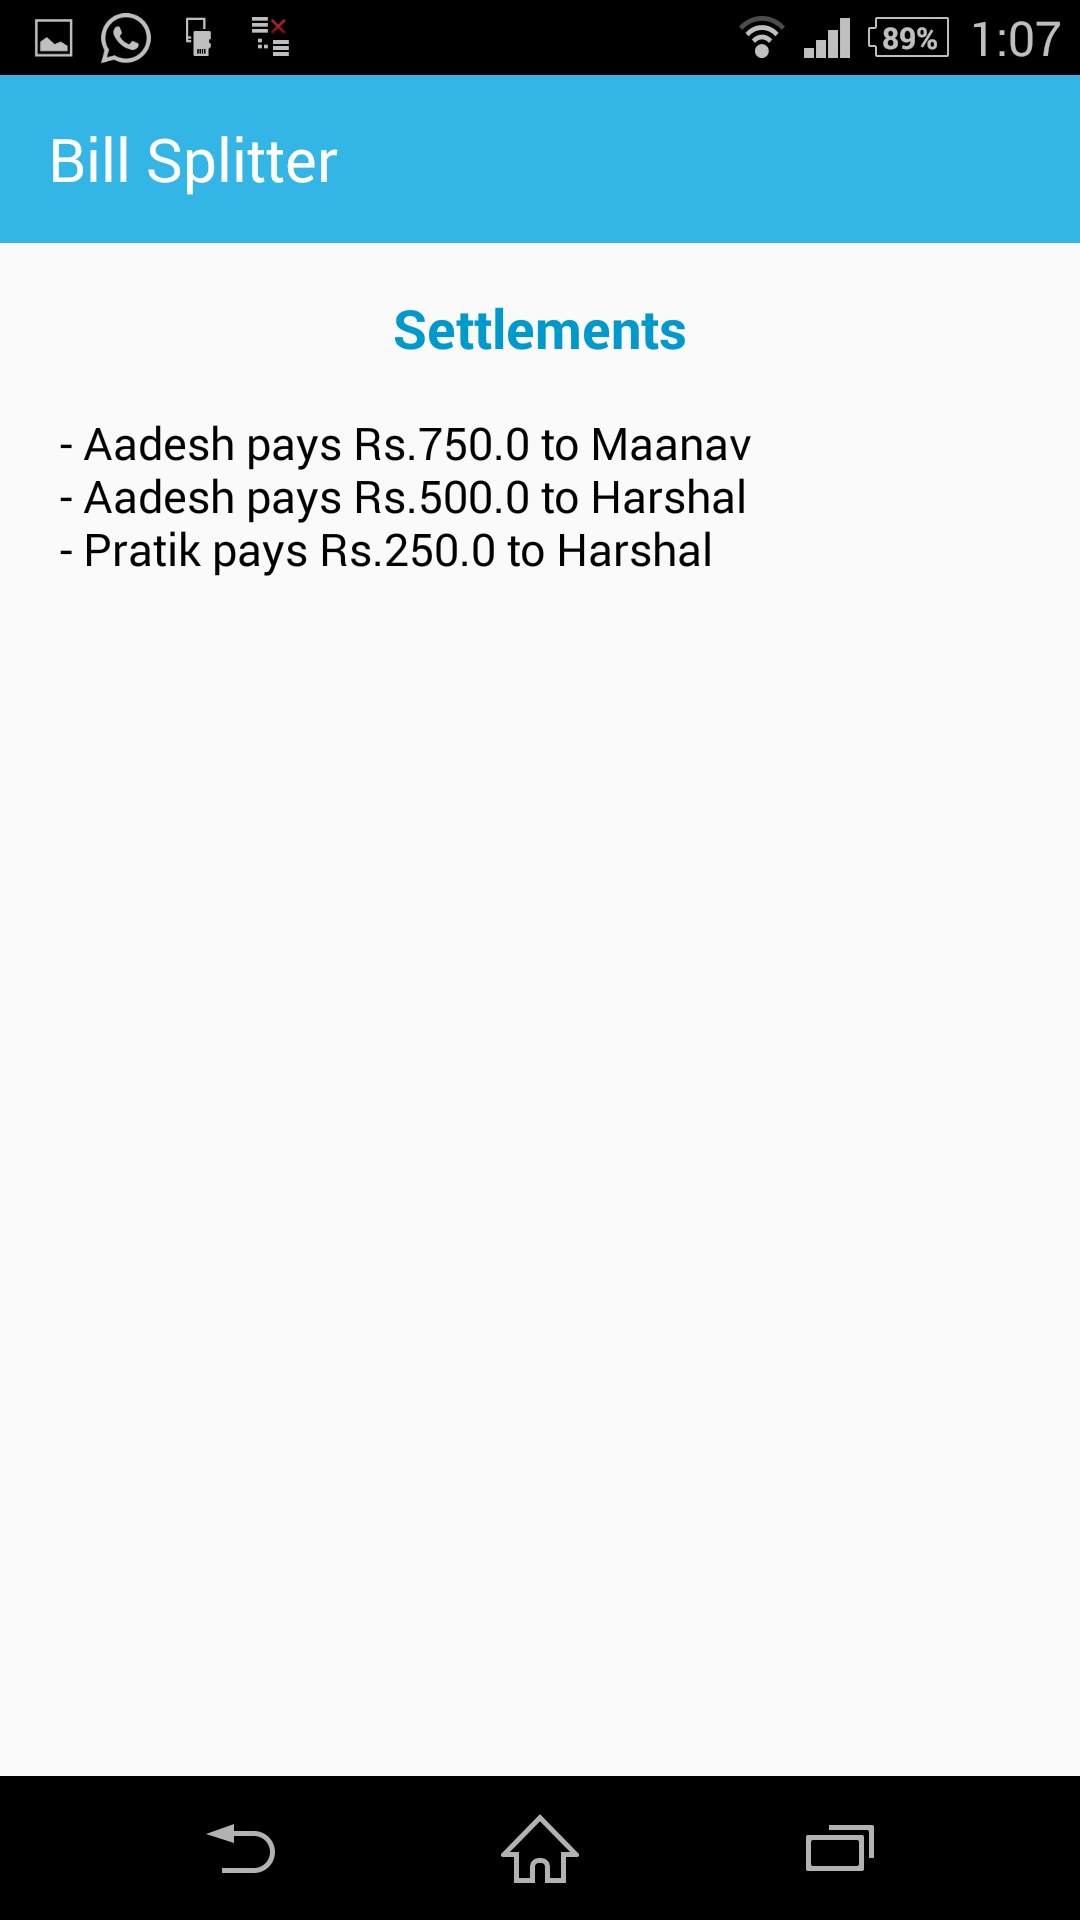 89% 1:07
Bill Splitter
Settlements
- Aadesh pays Rs.750.0 to Maanav
- Aadesh pays Rs.500.0 to Harshal
- Pratik pays Rs.250.0 to Harshal